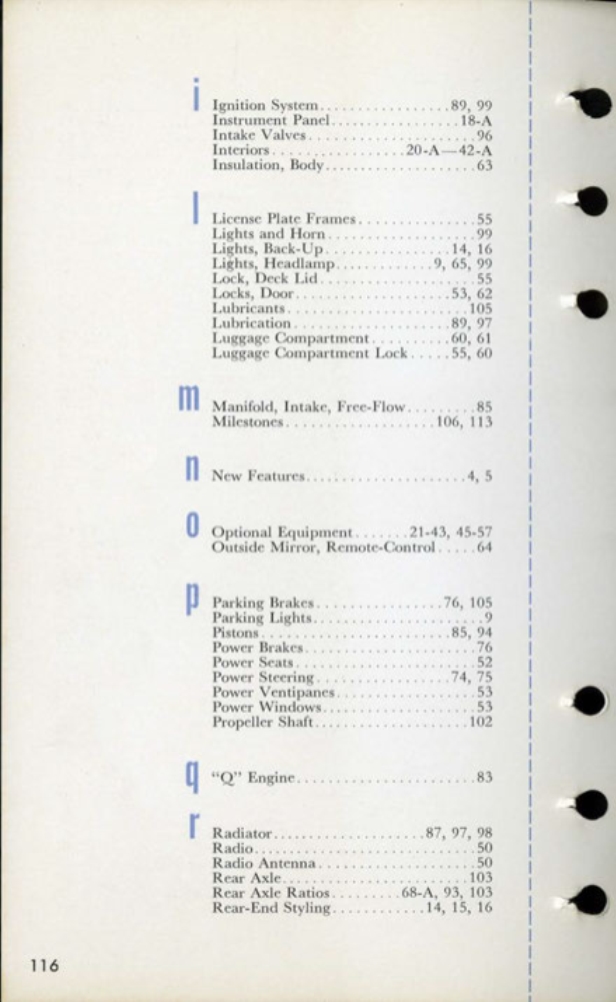 i
Ignition System.................89, 99
Instrument Panel.................18-A
Intake Valves.....................96
Interiors.................20-A—42-A
Insulation, Body...................63
l
License Plate Frames...............55
Lights and Horn...................99
Lights, Back-Up................14, 16
Lights, Headlamp.............9, 65, 99
Lock, Deck Lid....................55
Locks, Door....................53, 62
Lubricants.......................105
Lubrication....................89, 97
Luggage Compartment..........60, 61
Luggage Compartment Lock.....55, 60
m
Manifold, Intake, Free-Flow.........85
Milestones...................106, 113
n
New Features.....................4, 5
o
Optional Equipment.......21-43, 45-57
Outside Mirror, Remote-Control.....64
p
Parking Brakes................76, 105
Parking Lights......................9
Pistons........................85, 94
Power Brakes......................76
Power Seats.......................52
Power Steering.................74, 75
Power Ventipanes..................53
Power Windows....................53
Propeller Shaft....................102
q
“Q” Engine.......................83
r
Radiator....................87, 97, 98
Radio............................50
Radio Antenna....................50
Rear Axle........................103
Rear Axle Ratios.........68-A, 93, 103
Rear-End Styling............14, 15, 16
116